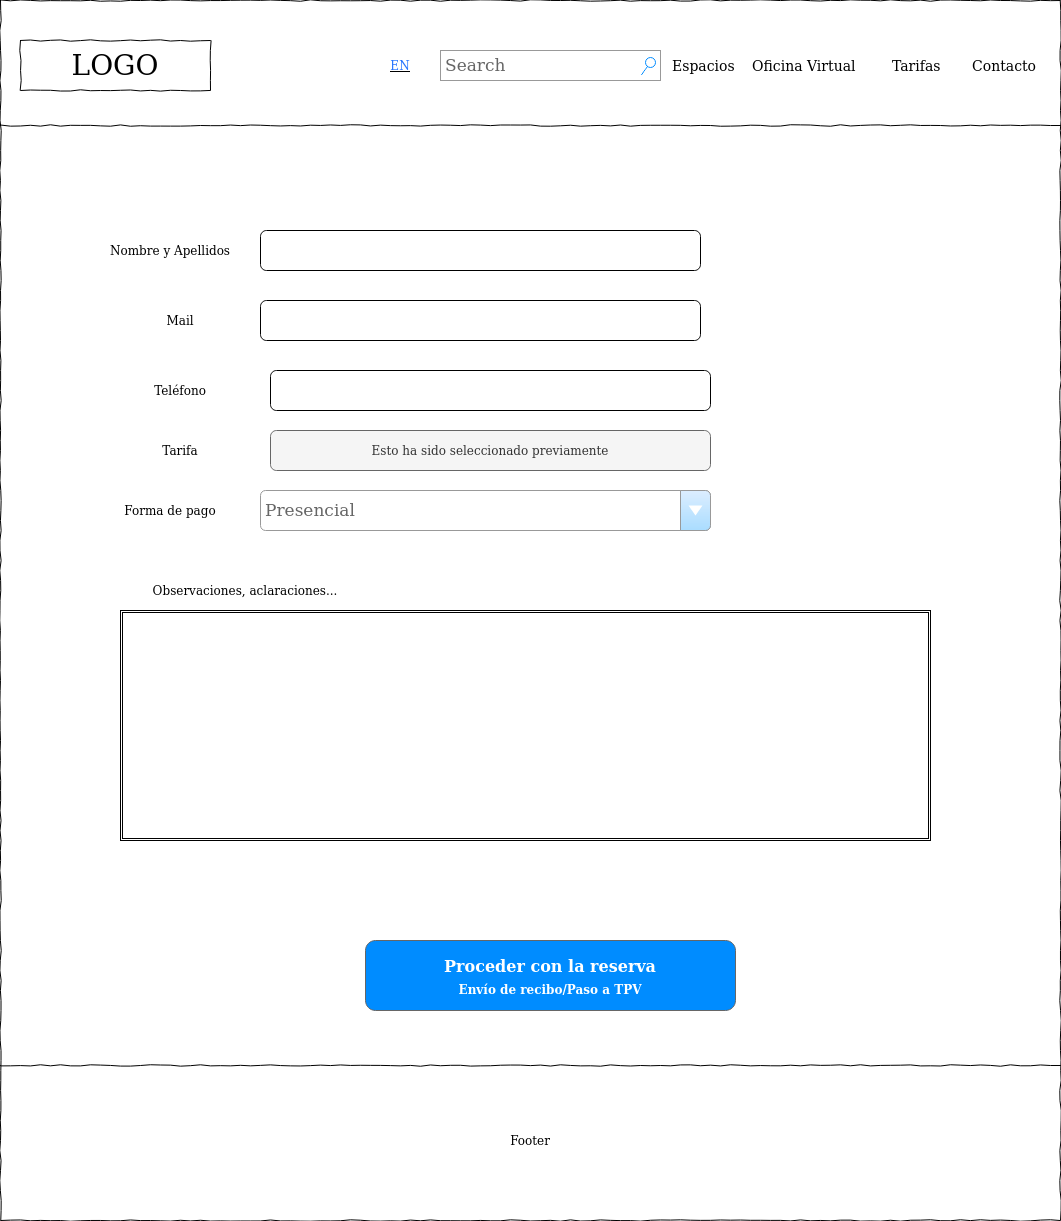 LOGO
EN
Search
Espacios
Oficina Virtual
Tarifas
Contacto
Nombre y Apellidos
Mail
Teléfono
Tarifa
Esto ha sido seleccionado previamente
Forma de pago
Presencial
Observaciones, aclaraciones...
Proceder con la reserva
Envío de recibo/Paso a TPV
Footer